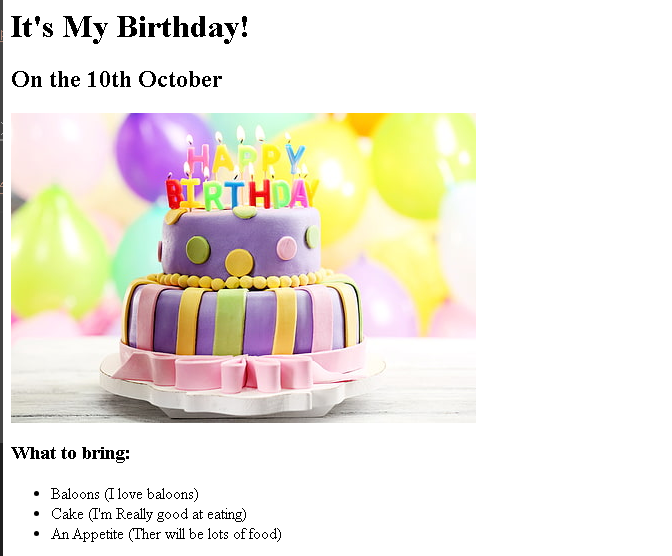 It's My Birthday!
On the 10th October
HAPPY
BIRTHDAY
What to bring:
Baloons (I love baloons)
Cake (I'm Really good at eating)
An Appetite (Ther will be lots of food)